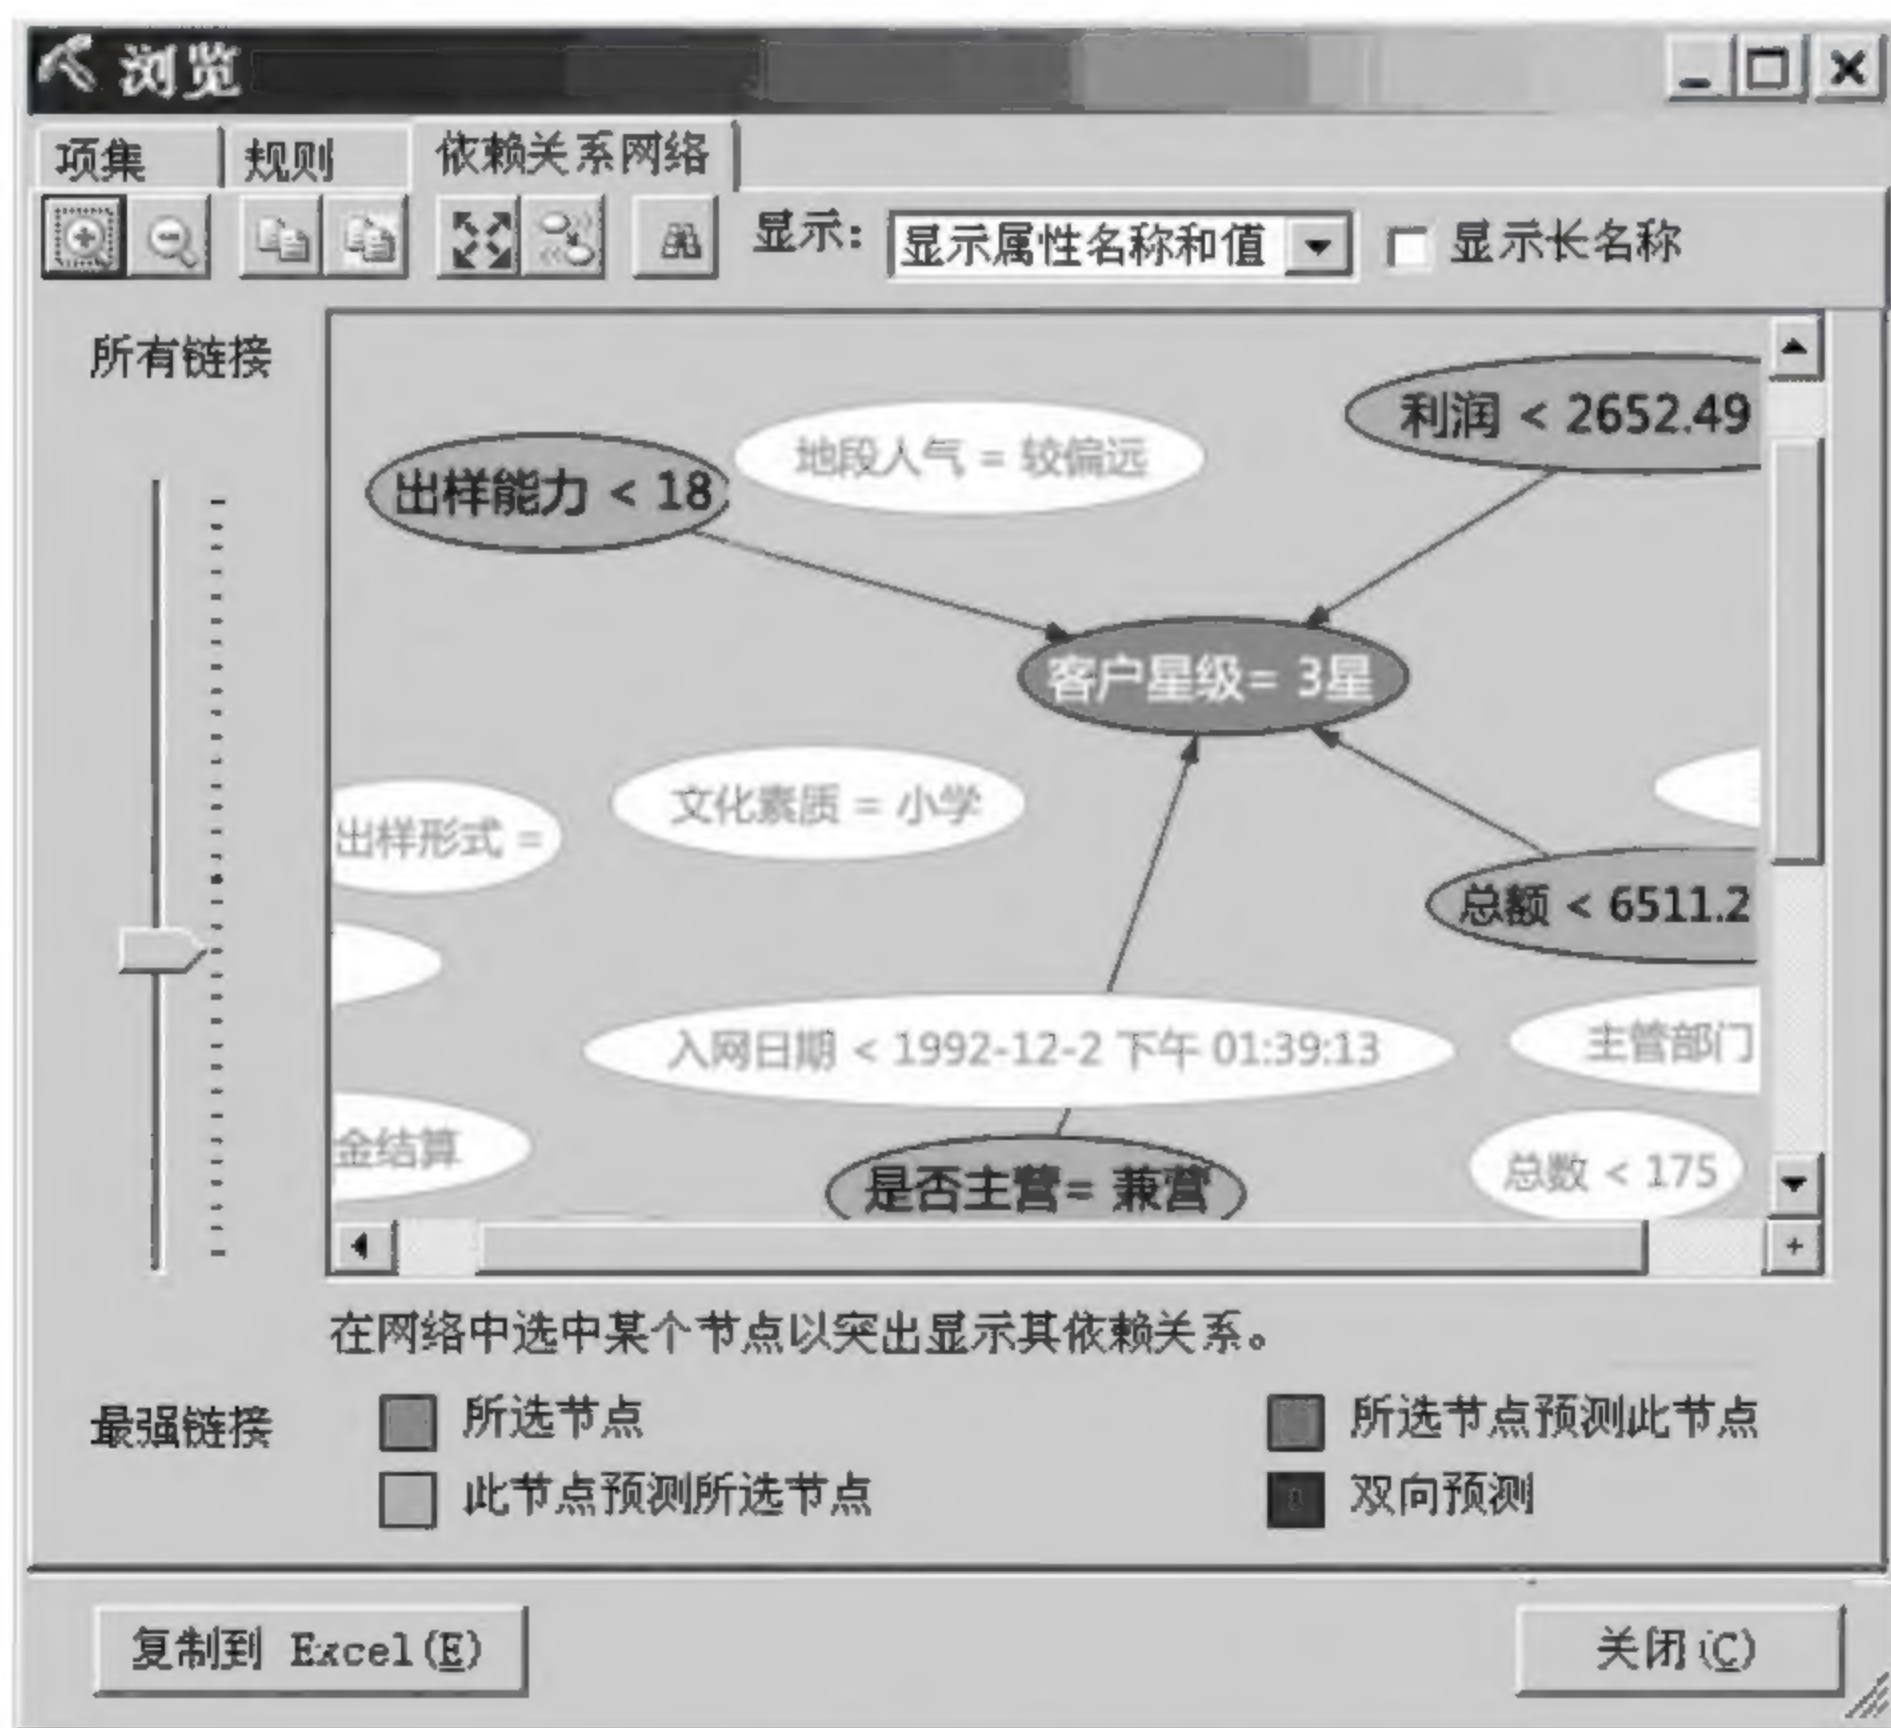 浏览
项集 规则 依赖关系网络
显示: 显示属性名称和值 显示长名称
所有链接
利润 < 2652.49
地段人气 = 较偏远
出样能力 < 18
客户星级= 3星
文化素质 = 小学
出样形式 =
总额 < 6511.2
入网日期 < 1992-12-2 下午 01:39:13
主管部门
金结算
总数 < 175
是否主营= 兼营
在网络中选中某个节点以突出显示其依赖关系。
最强链接
所选节点 所选节点预测此节点
此节点预测所选节点 双向预测
复制到 Excel(E) 关闭(C)